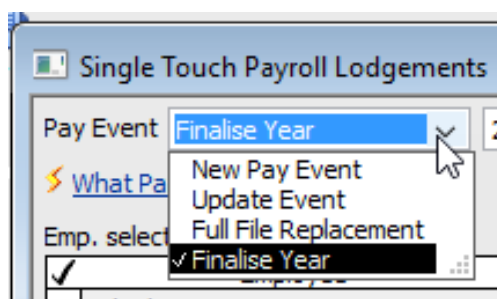 Single Touch Payroll Lodgements
Pay Event Finalise Year
What Pa
New Pay Event
Update Event
Full File Replacement
Emp. select
✓ Finalise Year